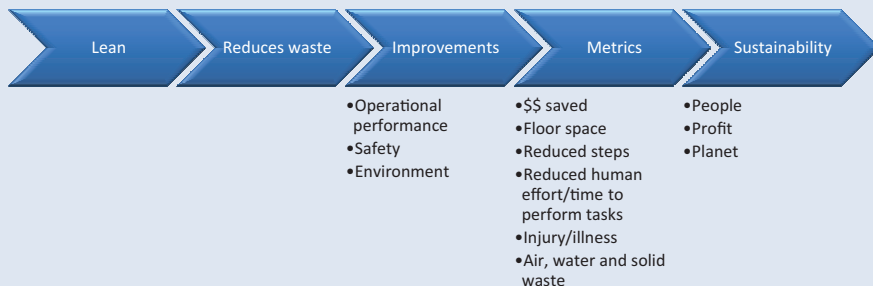 Lean
Reduces waste
Improvements
Metrics
Sustainability
•Operational
performance
•Safety
•Environment
•$$ saved
•Floor space
•Reduced steps
•Reduced human
effort/time to
perform tasks
•Injury/illness
•Air, water and solid
waste
•People
•Profit
•Planet